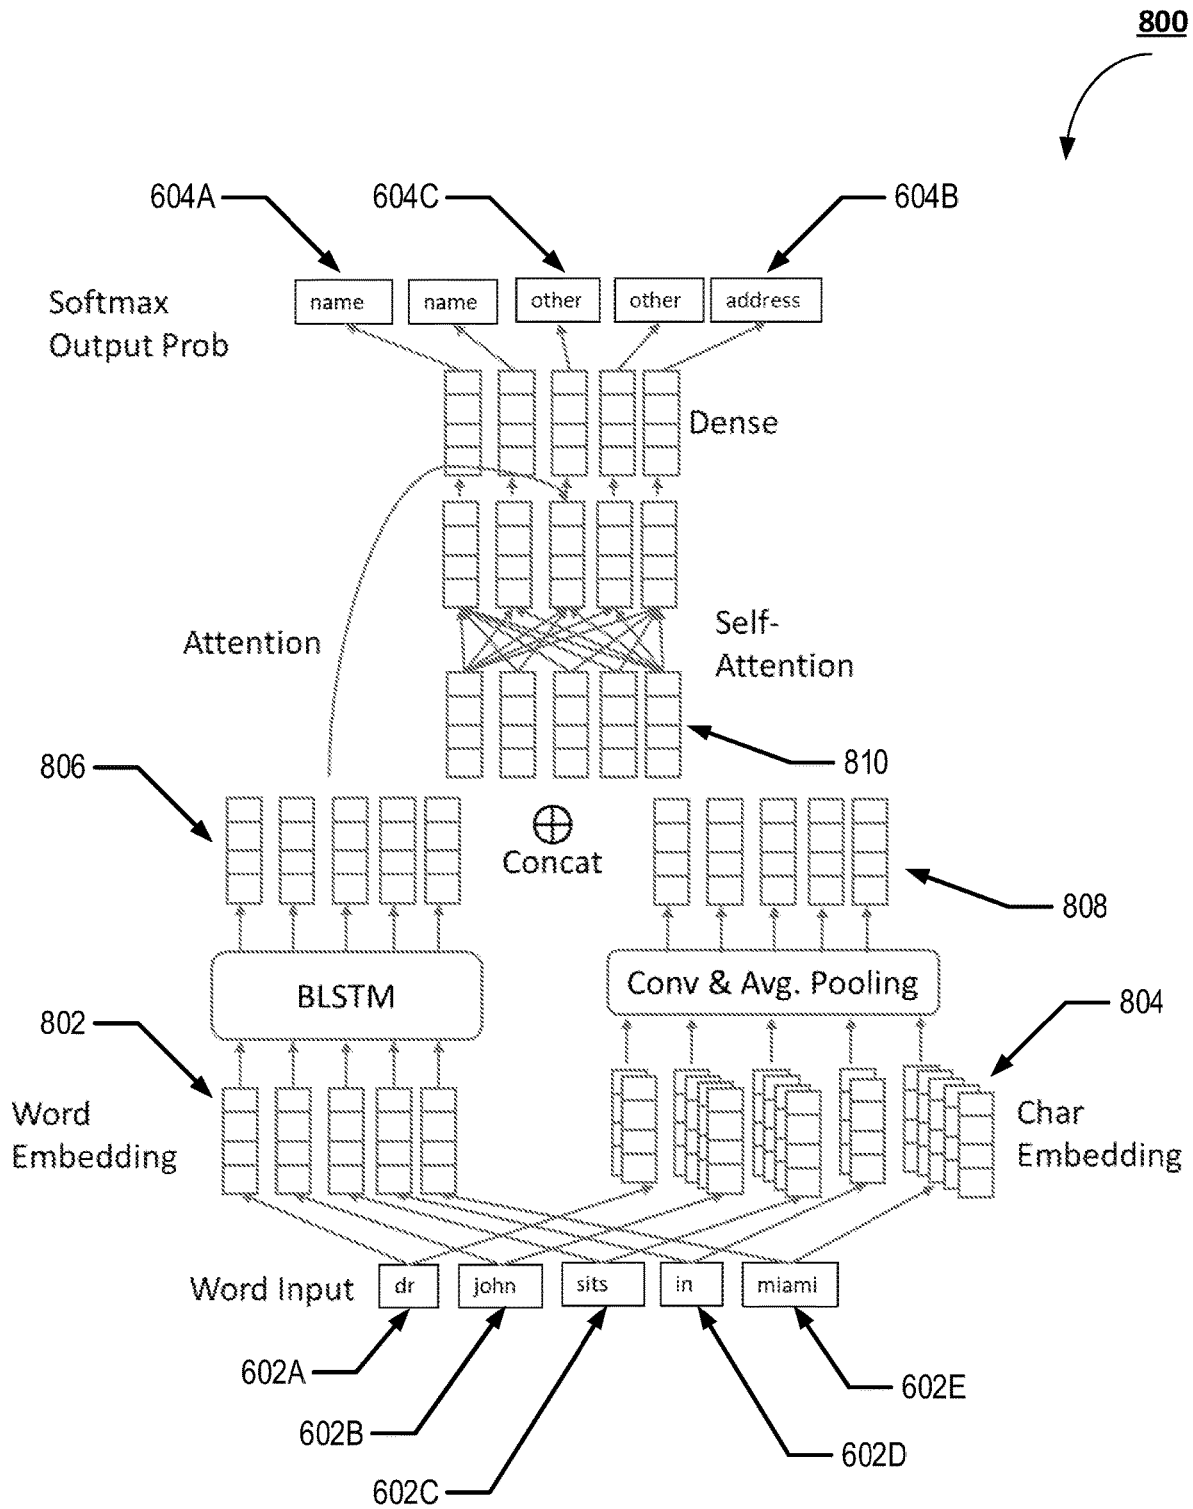 800
604A
604C
604B
Softmax
Output Prob
name
name
other
other
address
Dense
Attention
Self-
Attention
806
810
Concat
808
BLSTM
Conv & Avg. Pooling
802
804
Word
Embedding
Char
Embedding
Word Input
dr
john
sits
in
miami
602A
602B
602C
602D
602E